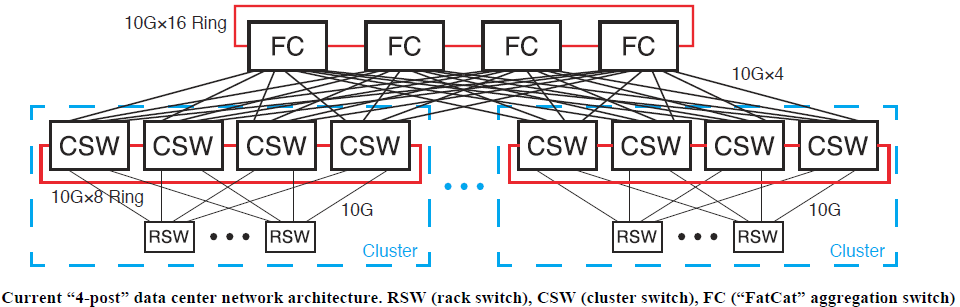 10G×16 Ring
FC FC FC FC
10G×4
CSW CSW CSW CSW CSW CSW CSW CSW
10G×8 Ring
10G 10G
RSW RSW RSW RSW
Cluster Cluster
Current “4-post” data center network architecture. RSW (rack switch), CSW (cluster switch), FC (“FatCat” aggregation switch)